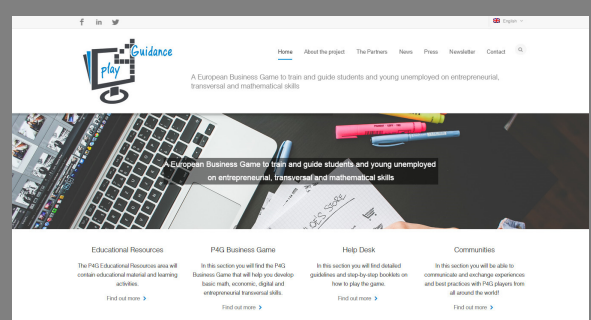 English
Guidance
play
Home About the project The Partners News Press Newsletter Contact
A European Business Game to train and guide students and young unemployed on entrepreneurial,
transversal and mathematical skills
A European Business Game to train and guide students and young unemployed
on entrepreneurial, transversal and mathematical skills
Educational Resources
The P4G Educational Resources area will
contain educational material and learning
activities.
Find out more >
P4G Business Game
In this section you will find the P4G
Business Game that will help you develop
basic math, economic, digital and
entrepreneurial transversal skills.
Find out more >
Help Desk
In this section you will find detailed
guidelines and step-by-step booklets on
how to play the game.
Find out more >
Communities
In this section you will be able to
communicate and exchange experiences
and best practices with P4G players from
all around the world!
Find out more >